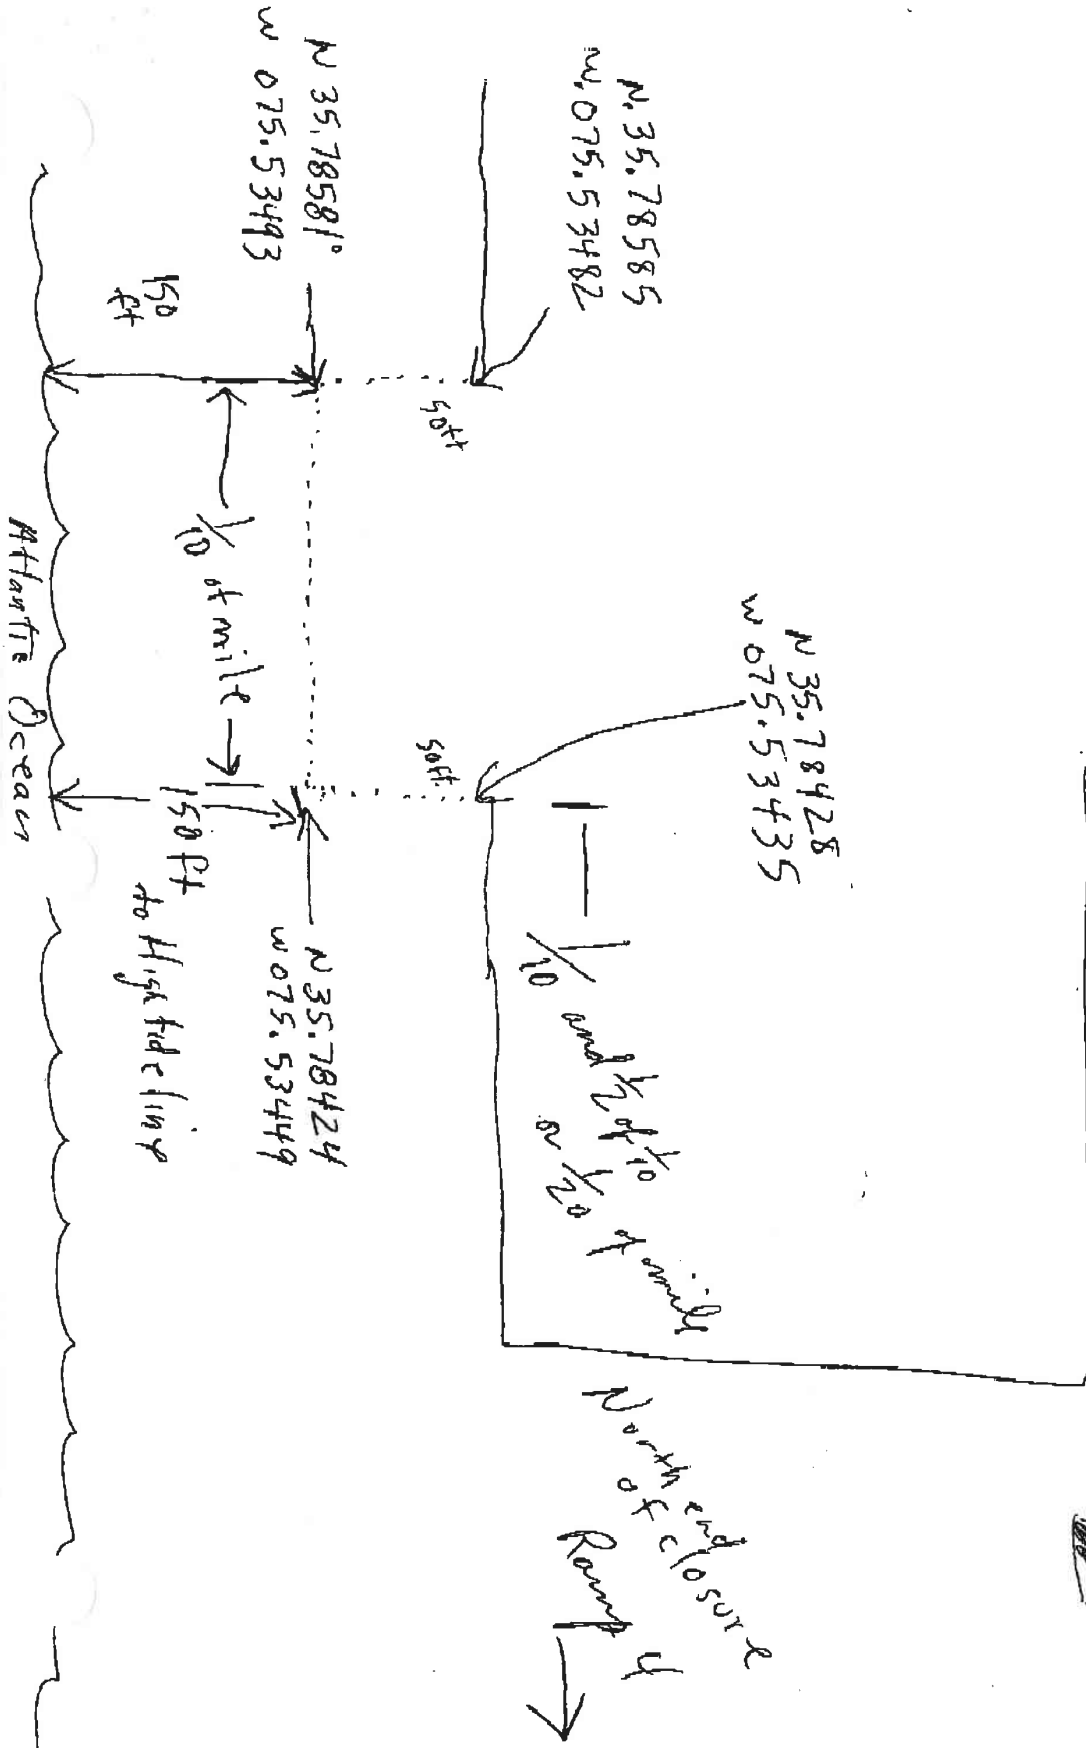 N. 35.78585
W. 075.53482
N 35.78581°
W 075.53493
150
ft
50ft
1/10 of mile
N 35.78428
W 075.53435
50ft
150 ft
to High tide line
N 35.78424
W 075.53449
1/10 and 1/2 of 1/10
or 1/20 of mile
North end
of closure
Ramp 4
Atlantic Ocean